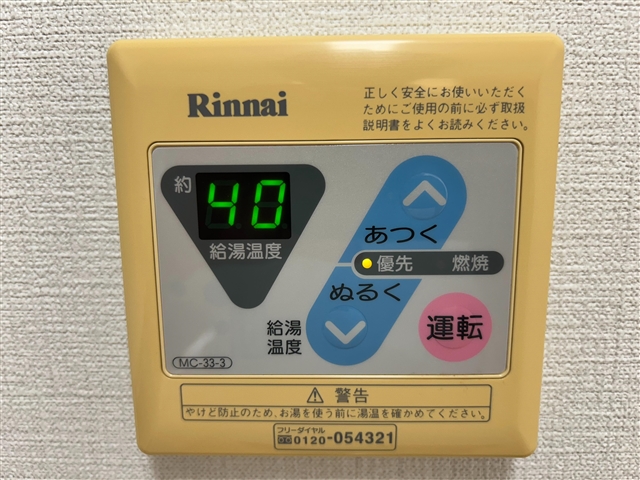 Rinnai
正しく安全にお使いいただく
ためにご使用の前に必ず取扱
説明書をよくお読みください。
約 40
給湯温度
あつく
優先 燃焼
ぬるく
給湯
温度
運転
MC-33-3
⚠ 警告
やけど防止のため、お湯を使う前に湯温を確かめてください。
フリーダイヤル
0120-054321